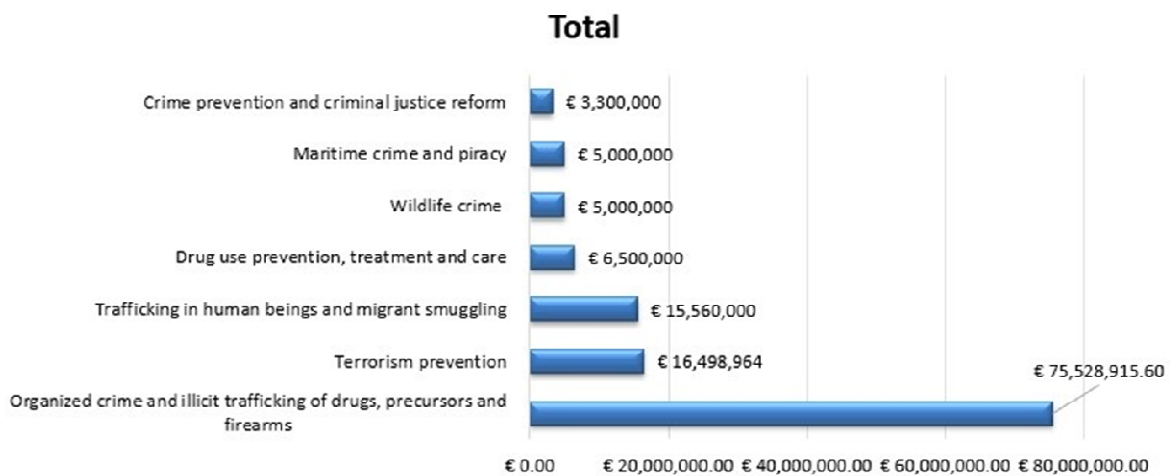 Total
Crime prevention and criminal justice reform
€ 3,300,000
Maritime crime and piracy
€ 5,000,000
Wildlife crime
€ 5,000,000
Drug use prevention, treatment and care
€ 6,500,000
Trafficking in human beings and migrant smuggling
€ 15,560,000
Terrorism prevention
€ 16,498,964
€ 75,528,915.60
Organized crime and illicit trafficking of drugs, precursors and
firearms
€ 0.00 € 20,000,000.00 € 40,000,000.00 € 60,000,000.00 € 80,000,000.00